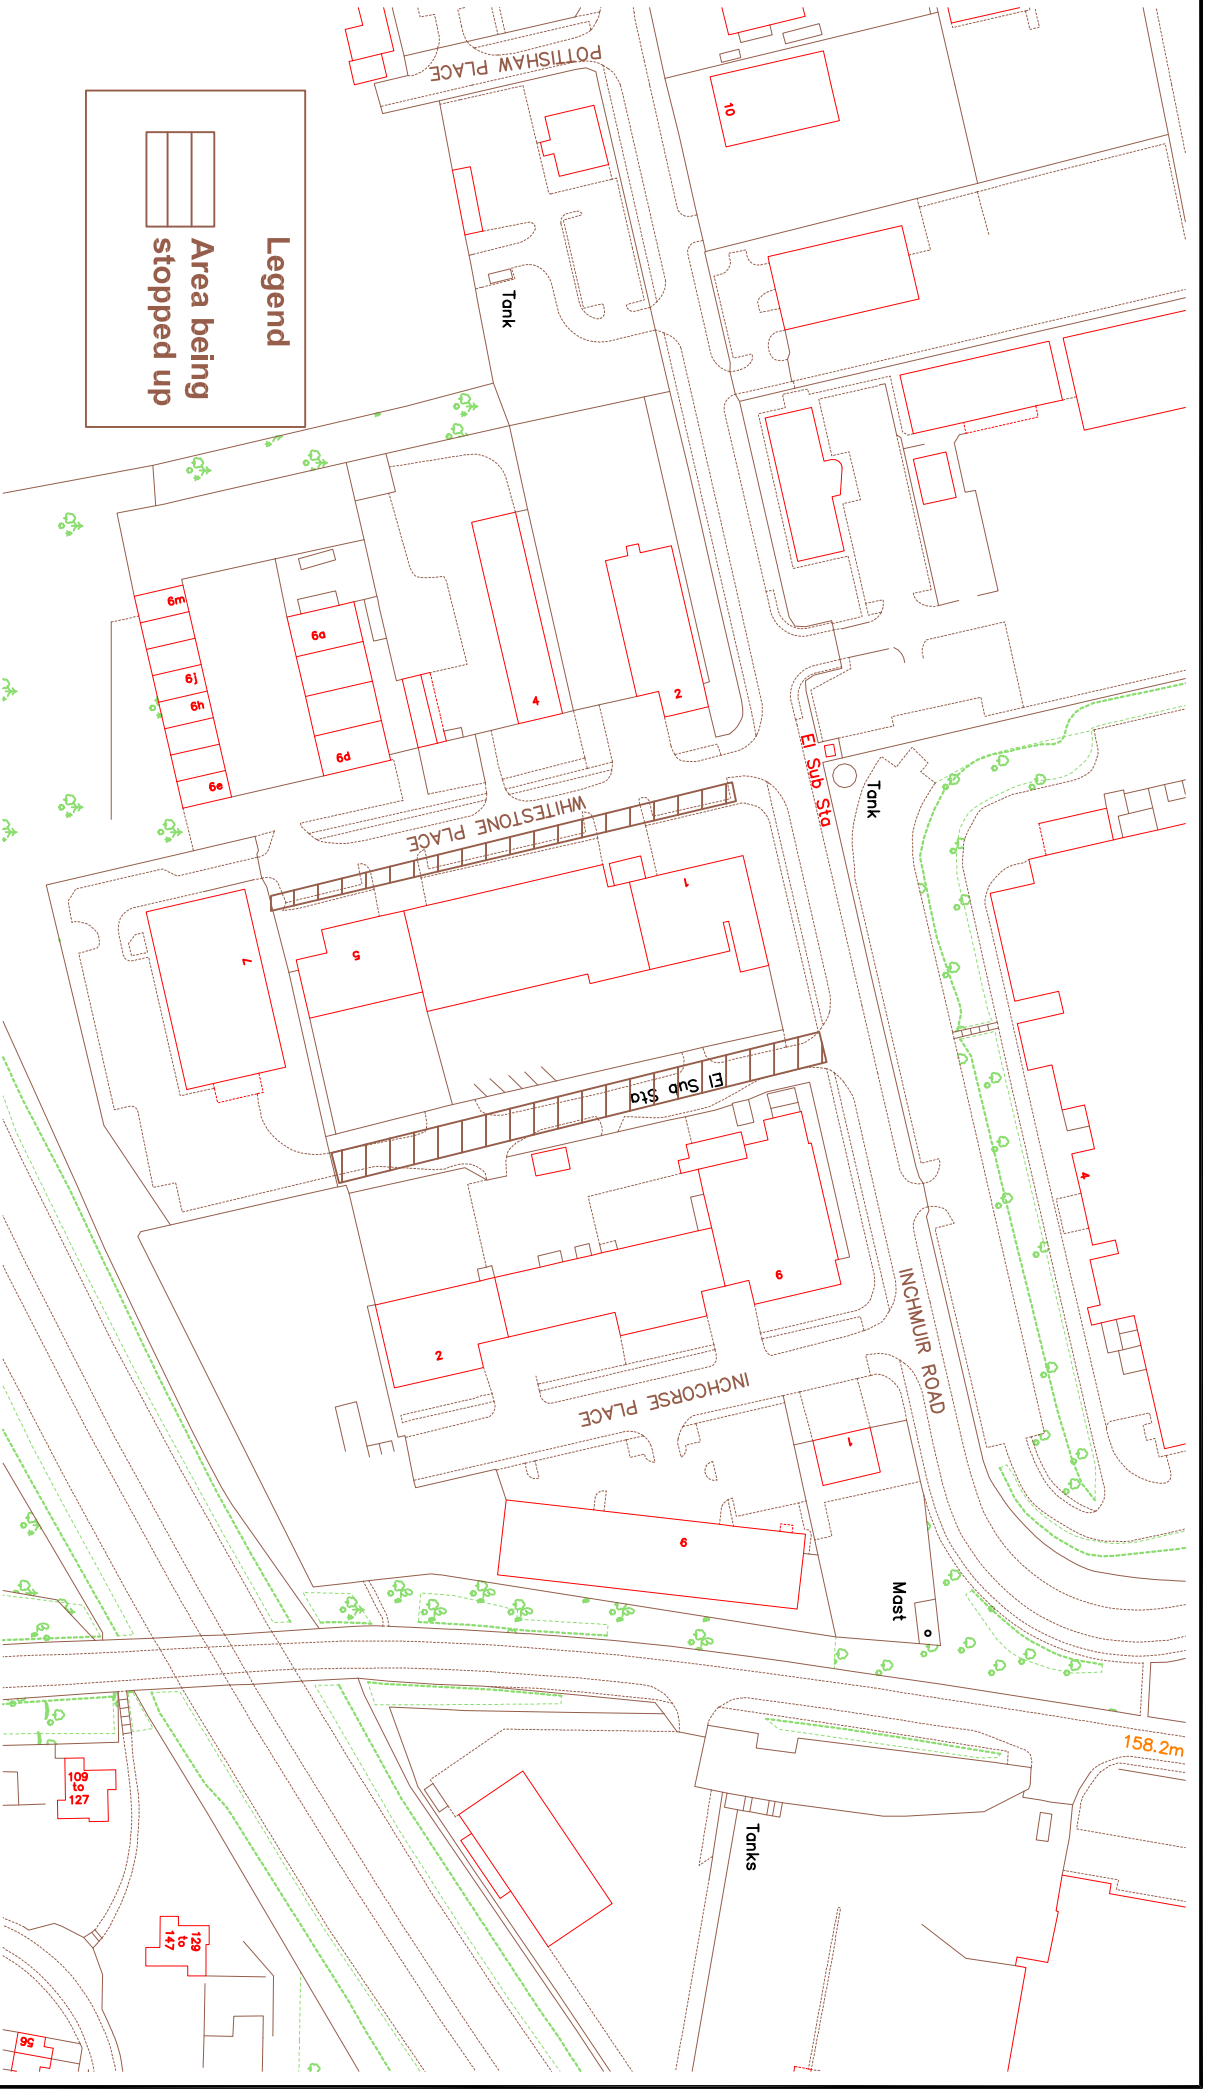 Legend
Area being
stopped up
POTTISHAW PLACE
10
Tank
6m
6a
6j
6h
6d
6e
4
2
El Sub Sta
Tank
WHITESTONE PLACE
1
5
7
El Sub Sta
4
6
2
INCHMUIR ROAD
INCHCORSE PLACE
1
9
Mast
158.2m
109
to
127
Tanks
129
to
147
56